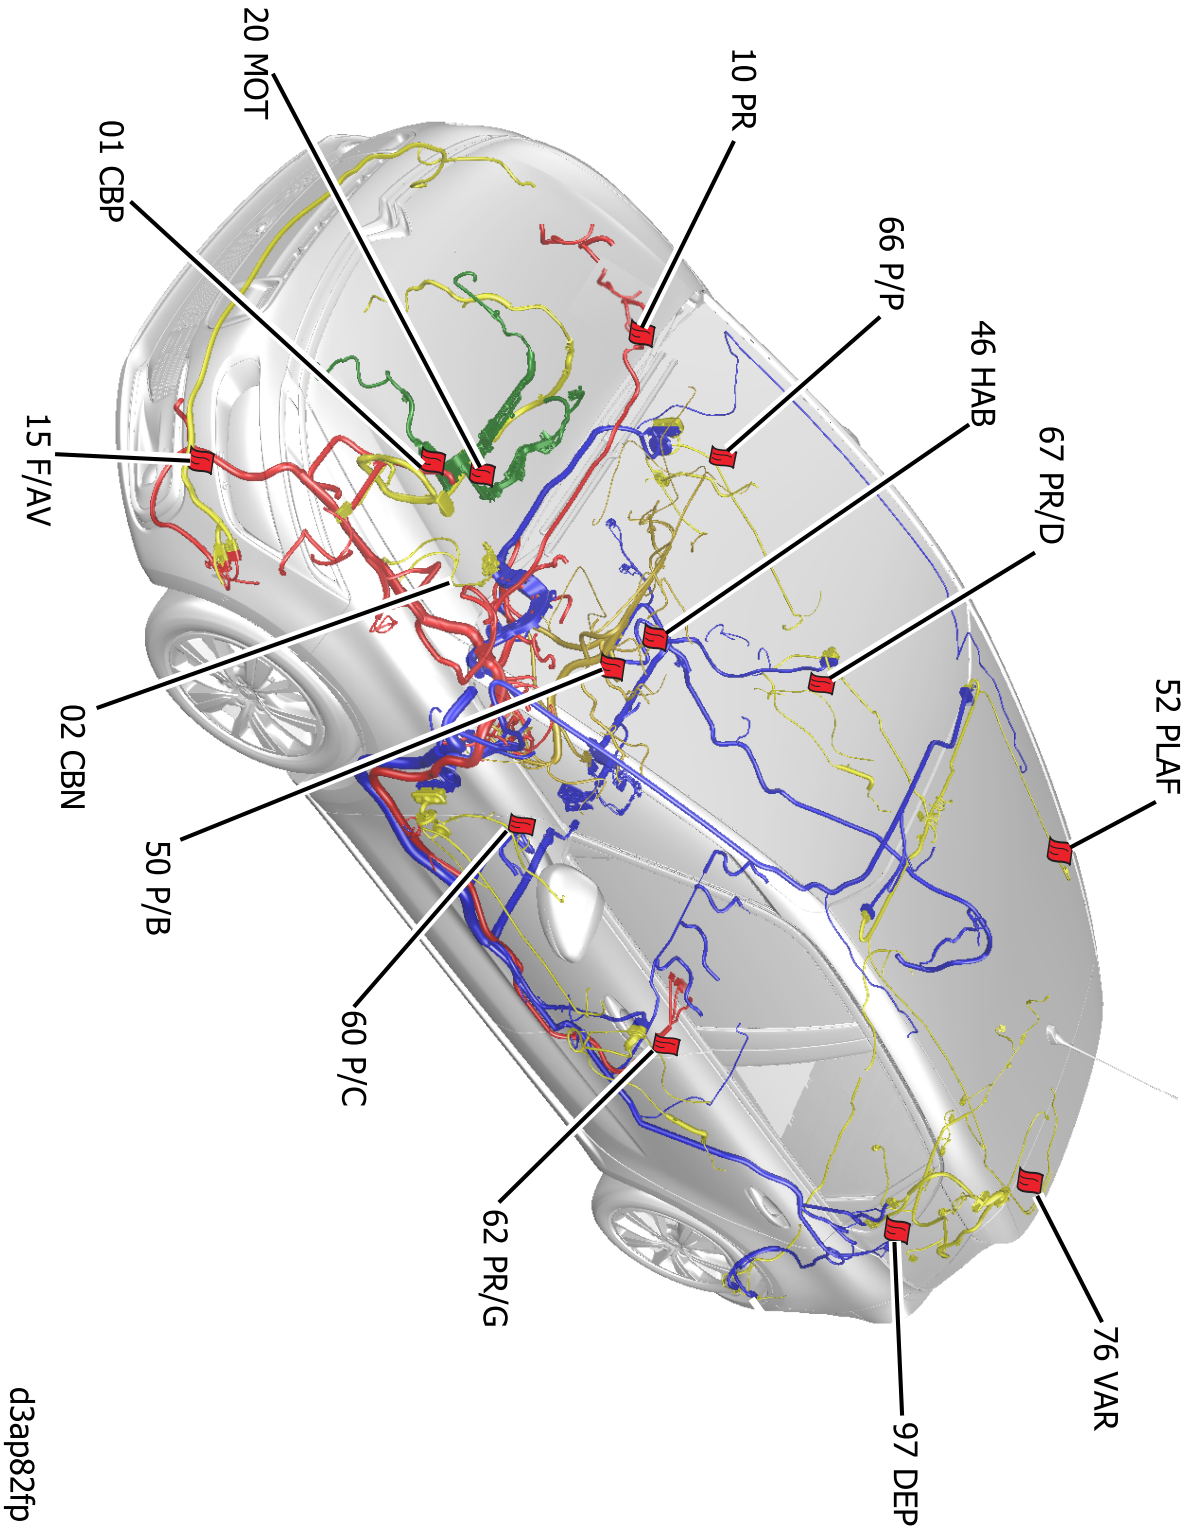 20 MOT
01 CBP
15 F/AV
10 PR
66 P/P
46 HAB
67 PR/D
52 PLAF
02 CBN
50 P/B
60 P/C
62 PR/G
76 VAR
97 DEP
d3ap82fp